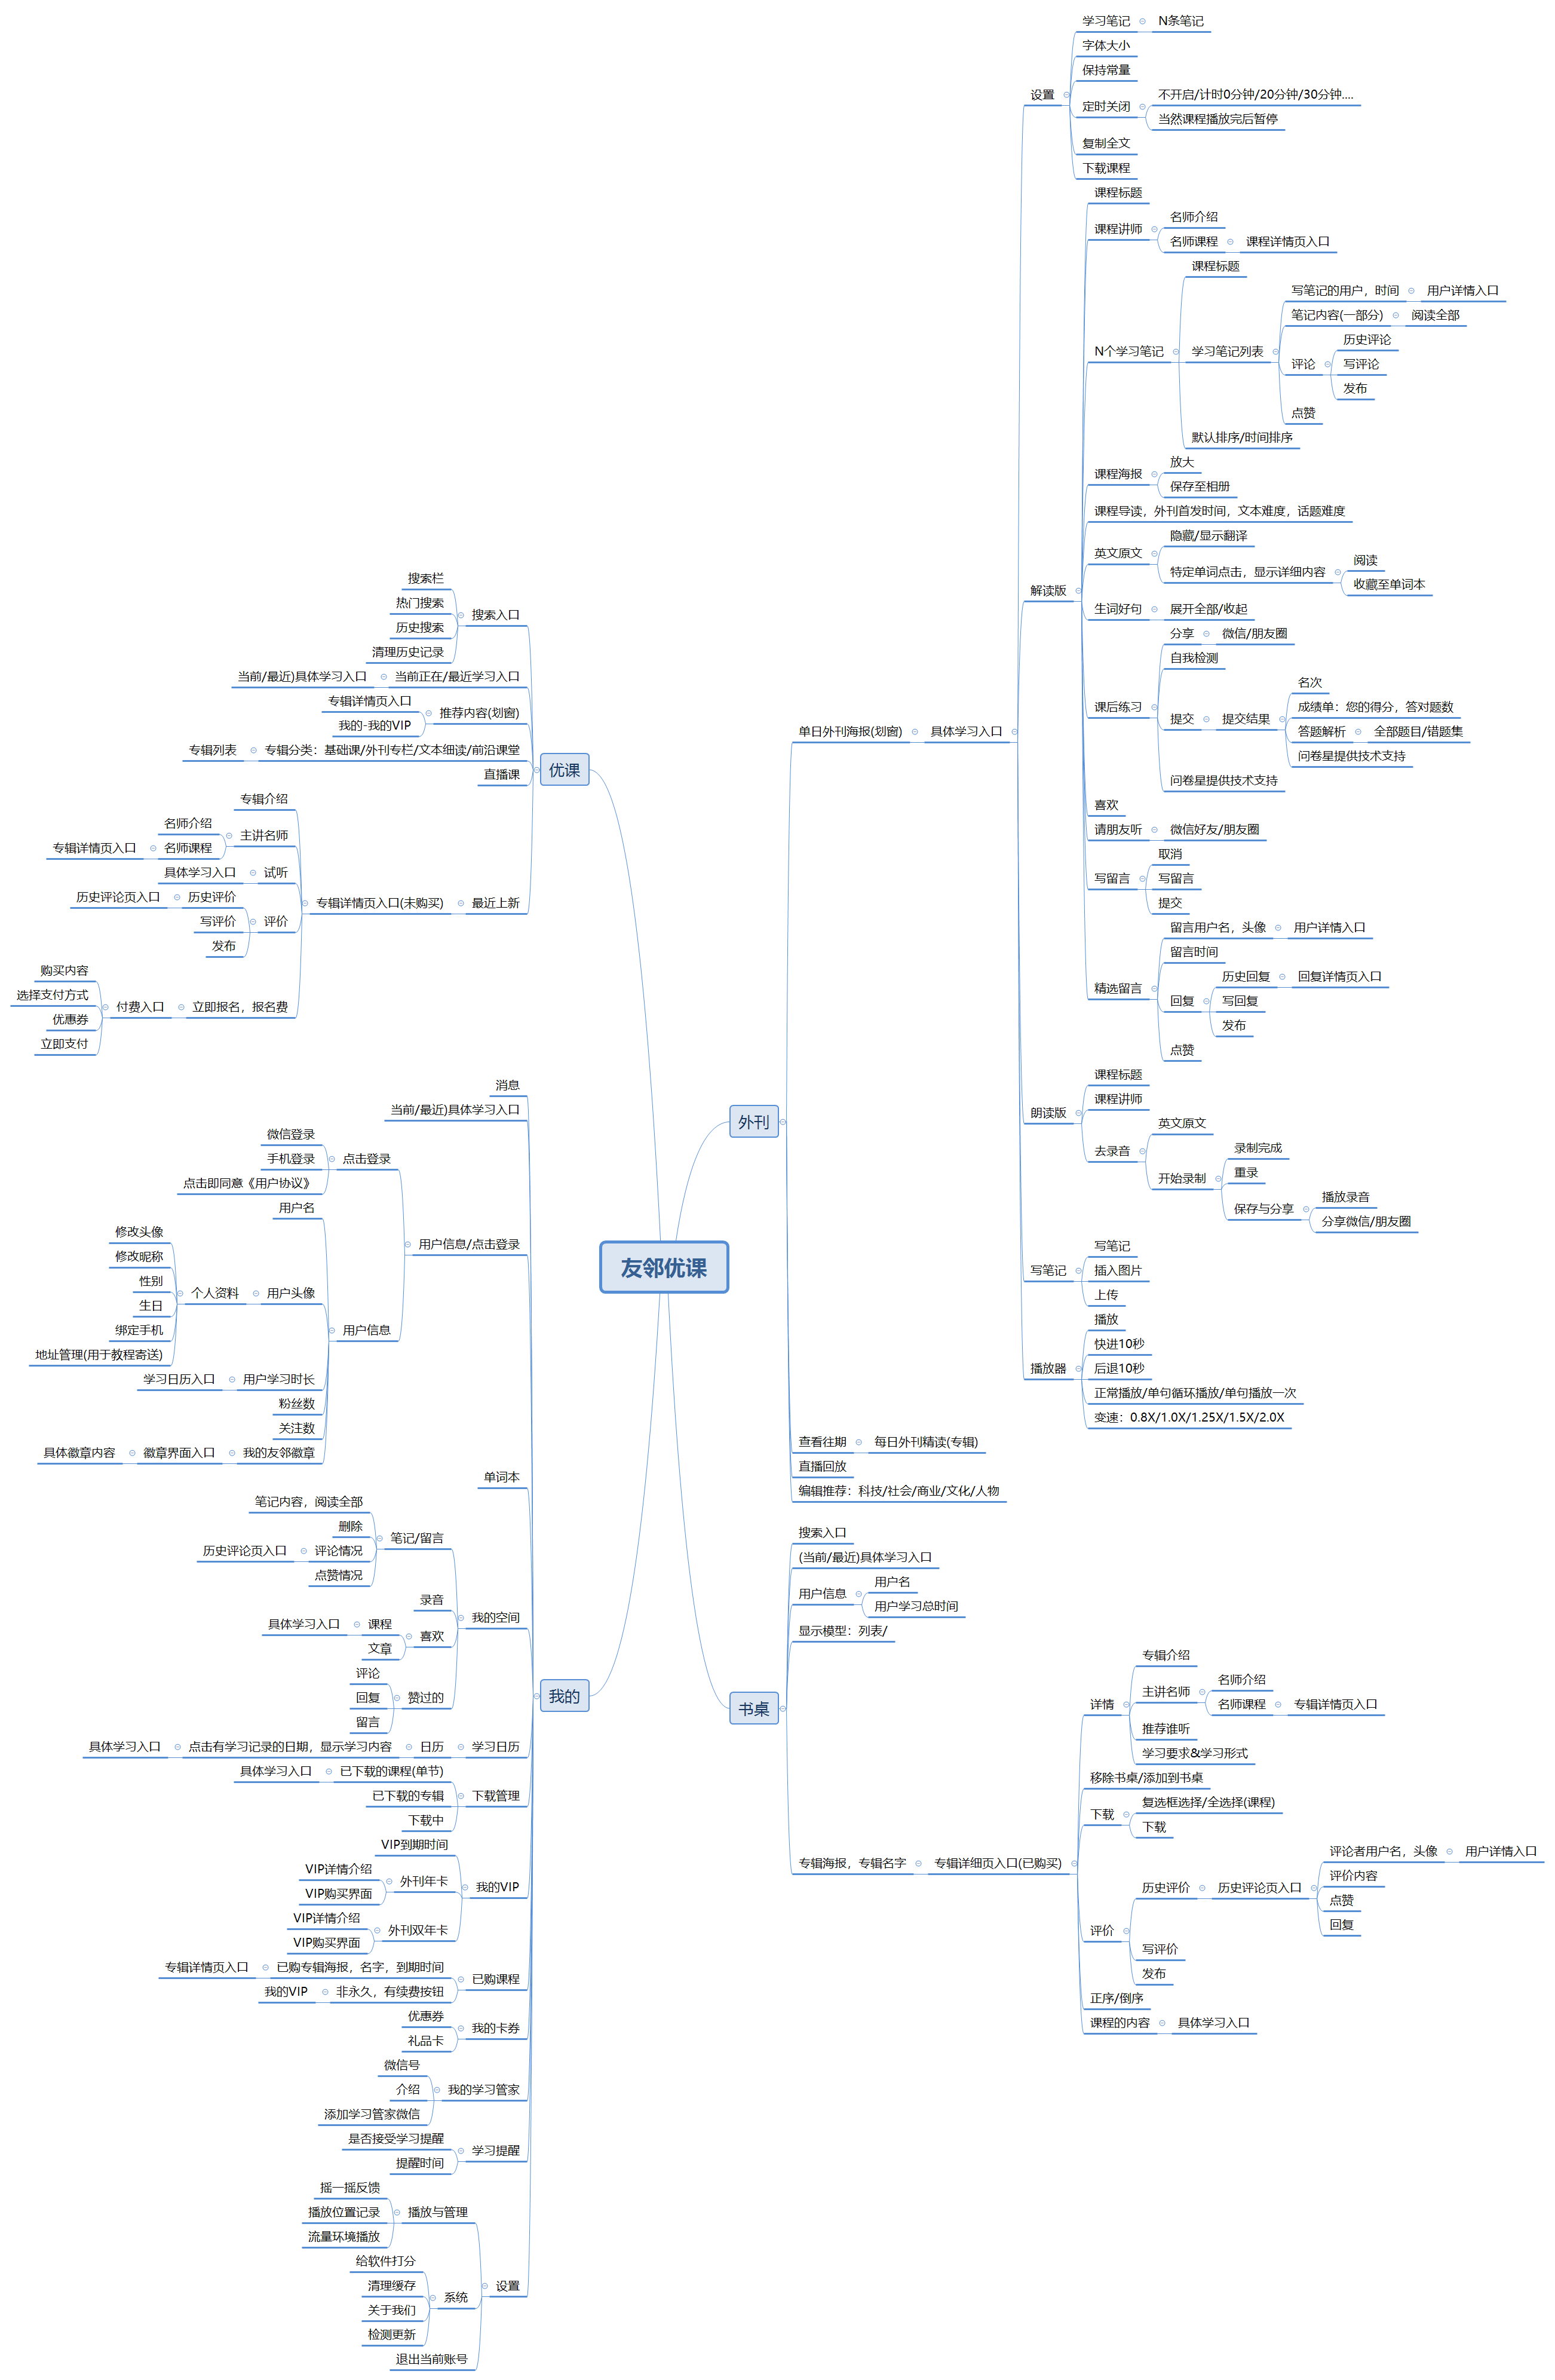 友邻优课
外刊
单日外刊海报(划窗)
具体学习入口
设置
学习笔记
N条笔记
字体大小
保持常量
定时关闭
不开启/计时0分钟/20分钟/30分钟....
当然课程播放完后暂停
复制全文
下载课程
解读版
课程标题
课程讲师
名师介绍
名师课程
课程详情页入口
N个学习笔记
课程标题
学习笔记列表
写笔记的用户，时间
用户详情入口
笔记内容(一部分)
阅读全部
评论
历史评论
写评论
发布
点赞
默认排序/时间排序
课程海报
放大
保存至相册
课程导读，外刊首发时间，文本难度，话题难度
英文原文
隐藏/显示翻译
特定单词点击，显示详细内容
阅读
收藏至单词本
生词好句
展开全部/收起
课后练习
分享
微信/朋友圈
自我检测
提交
提交结果
名次
成绩单：您的得分，答对题数
答题解析
全部题目/错题集
问卷星提供技术支持
问卷星提供技术支持
喜欢
请朋友听
微信好友/朋友圈
写留言
取消
写留言
提交
精选留言
留言用户名，头像
用户详情入口
留言时间
回复
历史回复
回复详情页入口
写回复
发布
点赞
朗读版
课程标题
课程讲师
去录音
英文原文
开始录制
录制完成
重录
保存与分享
播放录音
分享微信/朋友圈
写笔记
写笔记
插入图片
上传
播放器
播放
快进10秒
后退10秒
正常播放/单句循环播放/单句播放一次
变速：0.8X/1.0X/1.25X/1.5X/2.0X
查看往期
每日外刊精读(专辑)
直播回放
编辑推荐：科技/社会/商业/文化/人物
书桌
搜索入口
(当前/最近)具体学习入口
用户信息
用户名
用户学习总时间
显示模型：列表/
专辑海报，专辑名字
专辑详细页入口(已购买)
详情
专辑介绍
主讲名师
名师介绍
名师课程
专辑详情页入口
推荐谁听
学习要求&学习形式
移除书桌/添加到书桌
下载
复选框选择/全选择(课程)
下载
评价
历史评价
历史评论页入口
评论者用户名，头像
用户详情入口
评价内容
点赞
回复
写评价
发布
正序/倒序
课程的内容
具体学习入口
优课
搜索入口
搜索栏
热门搜索
历史搜索
清理历史记录
当前正在/最近学习入口
当前/最近)具体学习入口
推荐内容(划窗)
专辑详情页入口
我的-我的VIP
专辑分类：基础课/外刊专栏/文本细读/前沿课堂
专辑列表
直播课
最近上新
专辑详情页入口(未购买)
专辑介绍
主讲名师
名师介绍
名师课程
专辑详情页入口
试听
具体学习入口
评价
历史评价
历史评论页入口
写评价
发布
立即报名，报名费
付费入口
购买内容
选择支付方式
优惠券
立即支付
我的
消息
当前/最近)具体学习入口
用户信息/点击登录
点击登录
微信登录
手机登录
点击即同意《用户协议》
用户信息
用户名
用户头像
个人资料
修改头像
修改昵称
性别
生日
绑定手机
地址管理(用于教程寄送)
用户学习时长
学习日历入口
粉丝数
关注数
我的友邻徽章
徽章界面入口
具体徽章内容
单词本
我的空间
笔记/留言
笔记内容，阅读全部
删除
评论情况
历史评论页入口
点赞情况
录音
喜欢
课程
具体学习入口
文章
赞过的
评论
回复
留言
学习日历
日历
点击有学习记录的日期，显示学习内容
具体学习入口
下载管理
已下载的课程(单节)
具体学习入口
已下载的专辑
下载中
我的VIP
VIP到期时间
外刊年卡
VIP详情介绍
VIP购买界面
外刊双年卡
VIP详情介绍
VIP购买界面
已购课程
已购专辑海报，名字，到期时间
专辑详情页入口
非永久，有续费按钮
我的VIP
我的卡券
优惠券
礼品卡
我的学习管家
微信号
介绍
添加学习管家微信
学习提醒
是否接受学习提醒
提醒时间
设置
播放与管理
摇一摇反馈
播放位置记录
流量环境播放
系统
给软件打分
清理缓存
关于我们
检测更新
退出当前账号